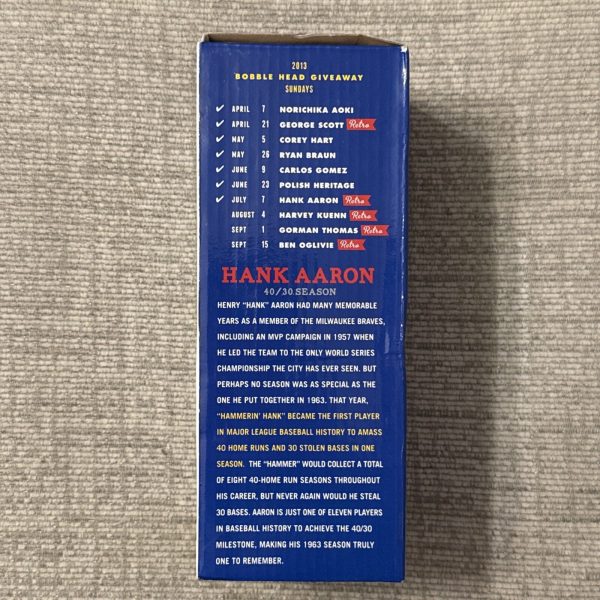 2013
BOBBLE HEAD GIVEAWAY
SUNDAYS
✓ APRIL 7 NORICHIKA AOKI
✓ APRIL 21 GEORGE SCOTT Retro
✓ MAY 5 COREY HART
✓ MAY 26 RYAN BRAUN
✓ JUNE 9 CARLOS GOMEZ
✓ JUNE 23 POLISH HERITAGE
✓ JULY 7 HANK AARON Retro
AUGUST 4 HARVEY KUENN Retro
SEPT 1 GORMAN THOMAS Retro
SEPT 15 BEN OGLIVIE Retro
HANK AARON
40/30 SEASON
HENRY "HANK" AARON HAD MANY MEMORABLE
YEARS AS A MEMBER OF THE MILWAUKEE BRAVES,
INCLUDING AN MVP CAMPAIGN IN 1957 WHEN
HE LED THE TEAM TO THE ONLY WORLD SERIES
CHAMPIONSHIP THE CITY HAS EVER SEEN. BUT
PERHAPS NO SEASON WAS AS SPECIAL AS THE
ONE HE PUT TOGETHER IN 1963. THAT YEAR,
"HAMMERIN' HANK" BECAME THE FIRST PLAYER
IN MAJOR LEAGUE BASEBALL HISTORY TO AMASS
40 HOME RUNS AND 30 STOLEN BASES IN ONE
SEASON. THE "HAMMER" WOULD COLLECT A TOTAL
OF EIGHT 40-HOME RUN SEASONS THROUGHOUT
HIS CAREER, BUT NEVER AGAIN WOULD HE STEAL
30 BASES. AARON IS JUST ONE OF ELEVEN PLAYERS
IN BASEBALL HISTORY TO ACHIEVE THE 40/30
MILESTONE, MAKING HIS 1963 SEASON TRULY
ONE TO REMEMBER.